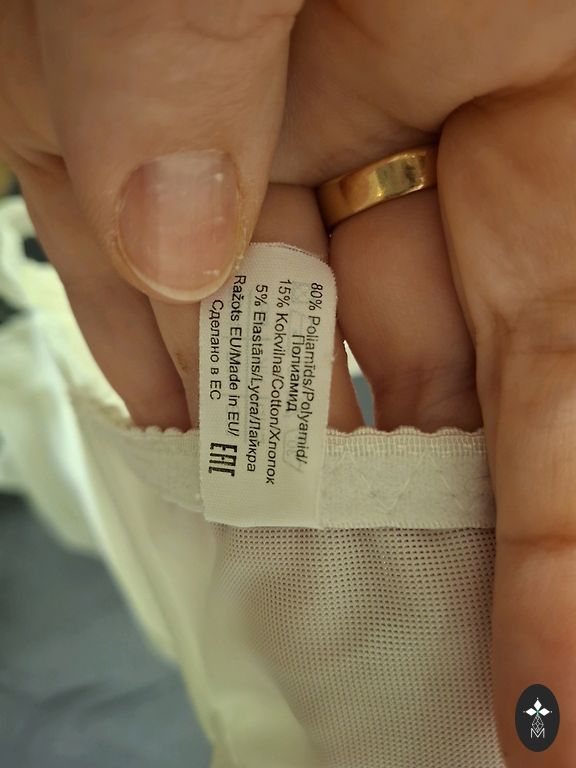 80% Poliamīds/Polyamid/
Полиамид
15% Kokvilna/Cotton/Хлопок
5% Elastāns/Lycra/Лайкра
Ražots EU/Made in EU/
Сделано в ЕС
EAC
M